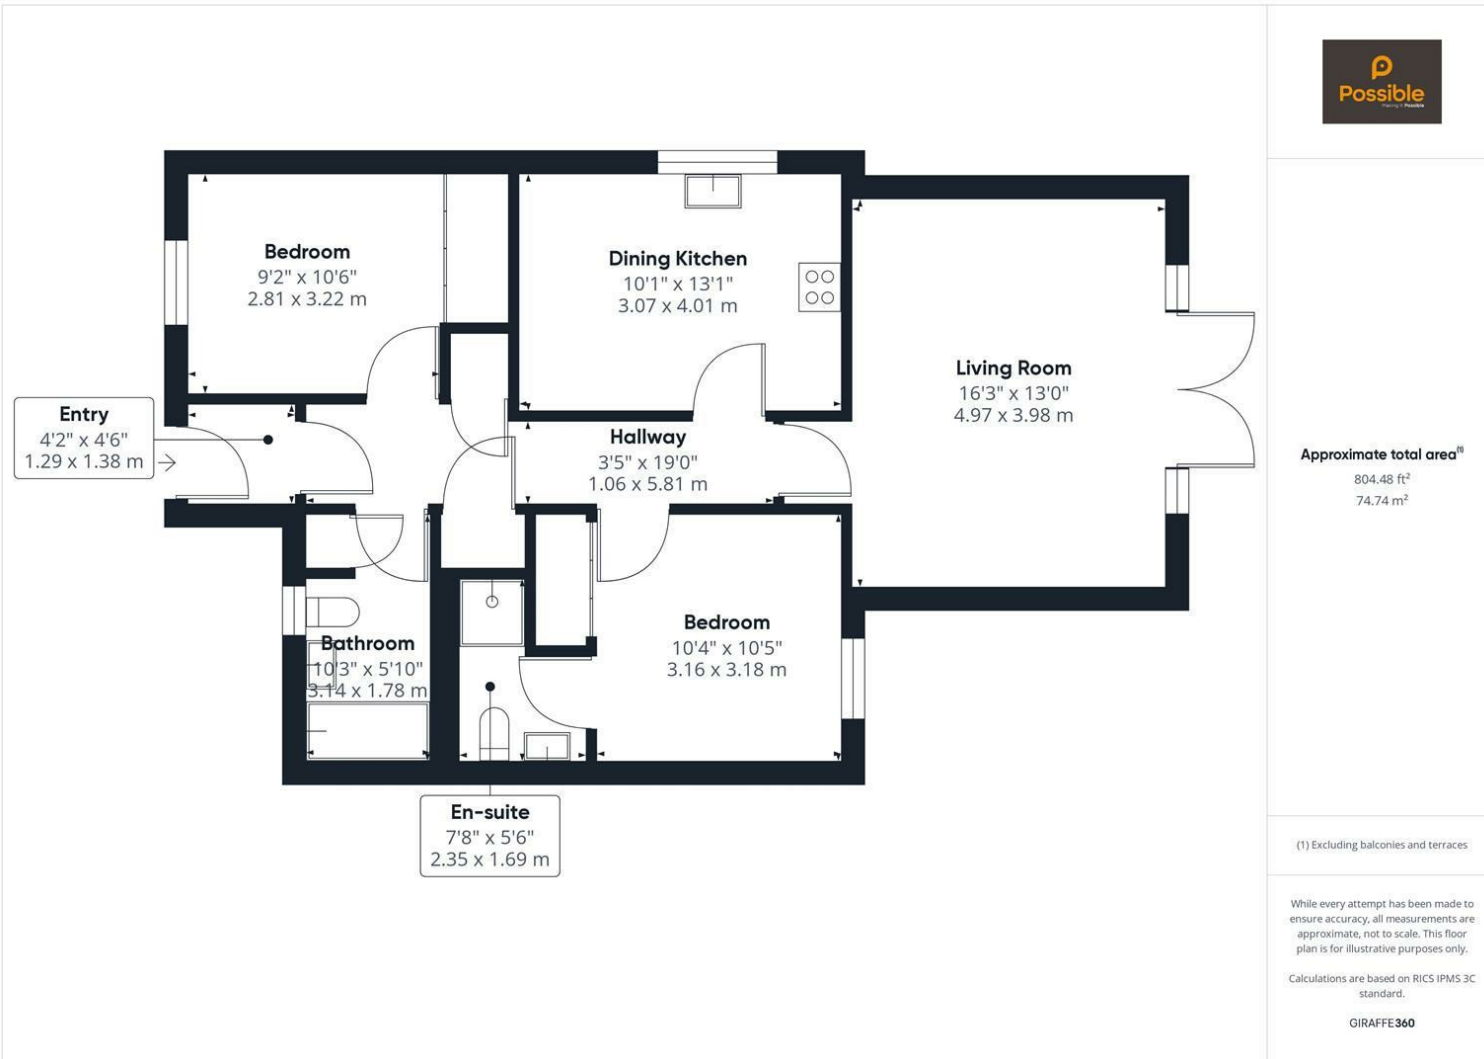 Possible
Making it Possible
Bedroom
9'2" x 10'6"
2.81 x 3.22 m
Dining Kitchen
10'1" x 13'1"
3.07 x 4.01 m
Living Room
16'3" x 13'0"
4.97 x 3.98 m
Entry
4'2" x 4'6"
1.29 x 1.38 m
Hallway
3'5" x 19'0"
1.06 x 5.81 m
Bathroom
10'3" x 5'10"
3.14 x 1.78 m
Bedroom
10'4" x 10'5"
3.16 x 3.18 m
En-suite
7'8" x 5'6"
2.35 x 1.69 m
Approximate total area⁽¹⁾
804.48 ft²
74.74 m²
(1) Excluding balconies and terraces
While every attempt has been made to
ensure accuracy, all measurements are
approximate, not to scale. This floor
plan is for illustrative purposes only.
Calculations are based on RICS IPMS 3C
standard.
GIRAFFE360